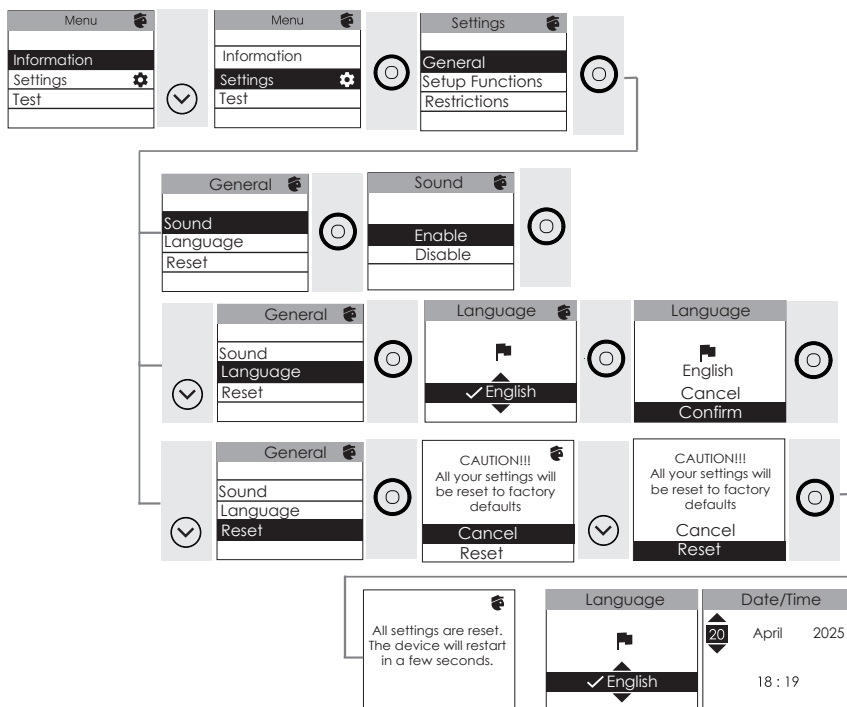 Menu
Information
Settings
Test
Menu
Information
Settings
Test
Settings
General
Setup Functions
Restrictions
General
Sound
Language
Reset
Sound
Enable
Disable
General
Sound
Language
Reset
Language
English
Language
English
Cancel
Confirm
General
Sound
Language
Reset
CAUTION!!!
All your settings will
be reset to factory
defaults
Cancel
Reset
CAUTION!!!
All your settings will
be reset to factory
defaults
Cancel
Reset
All settings are reset.
The device will restart
in a few seconds.
Language
English
Date/Time
20 April 2025
18 : 19